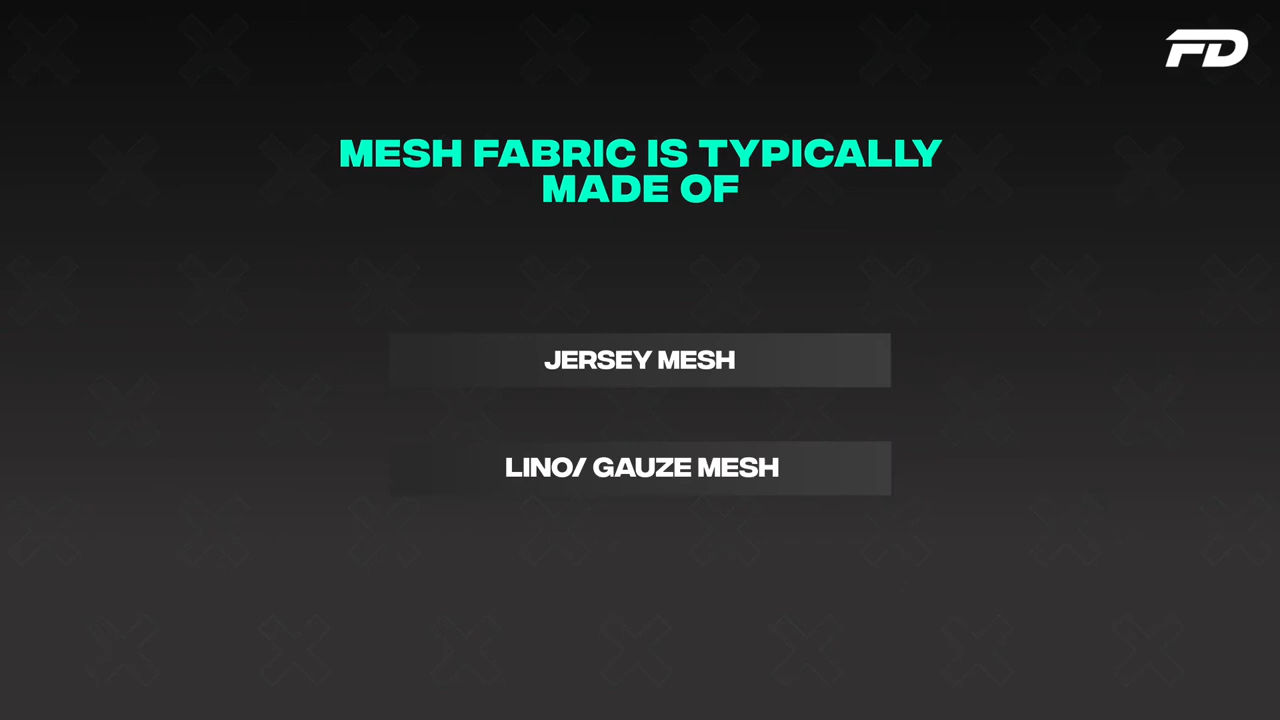 FD
MESH FABRIC IS TYPICALLY
MADE OF
JERSEY MESH
LINO/ GAUZE MESH